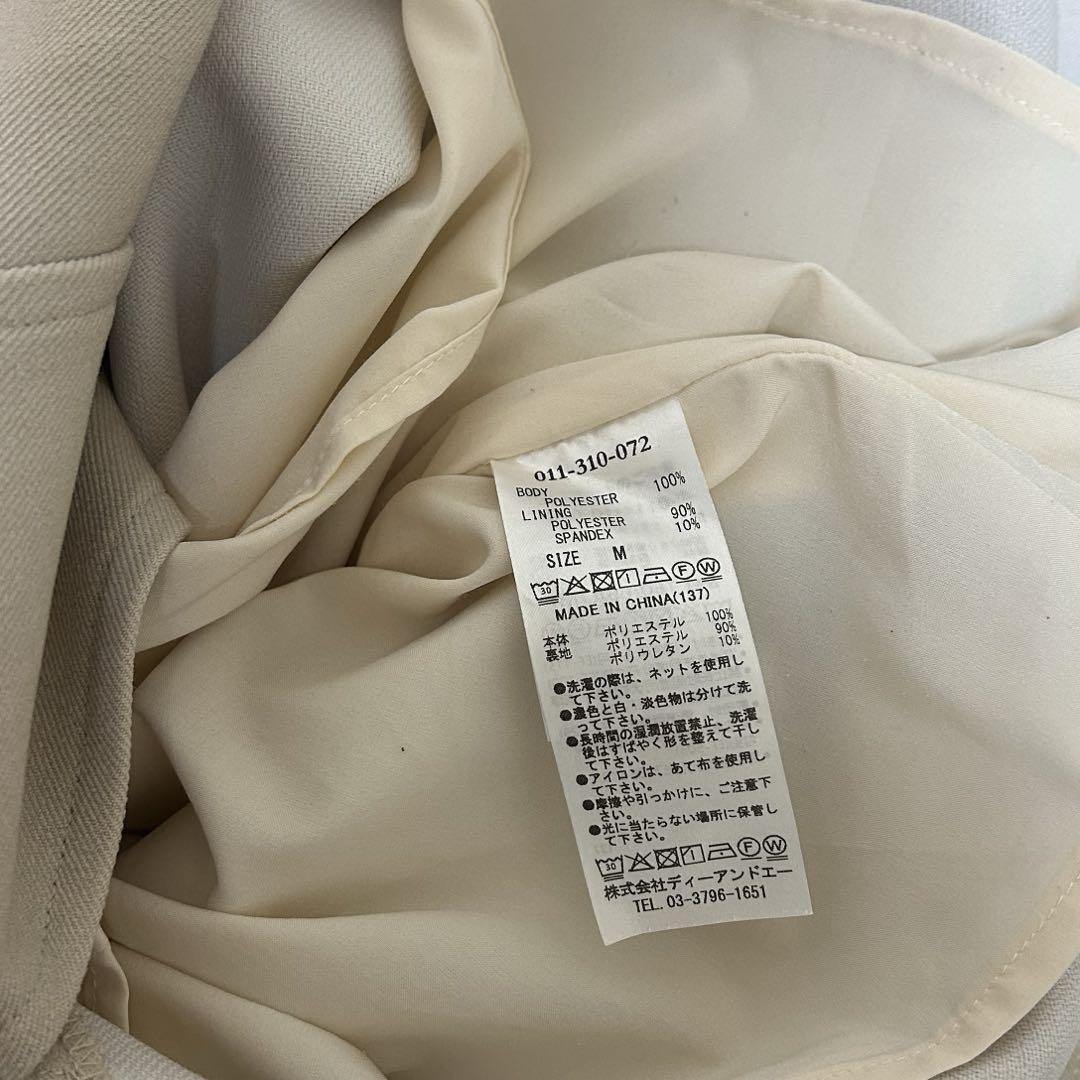 011-310-072
BODY
POLYESTER 100%
LINING
POLYESTER 90%
SPANDEX 10%
SIZE M
30 F W
MADE IN CHINA(137)
本体 ポリエステル 100%
裏地 ポリエステル 90%
ポリウレタン 10%
●洗濯の際は、ネットを使用し
て下さい。
●濃色と白・淡色物は分けて洗
って下さい。
●長時間の湿潤放置禁止、洗濯
後はすばやく形を整えて干し
て下さい。
●アイロンは、あて布を使用し
て下さい。
●摩擦や引っかけに、ご注意下
さい。
●光に当たらない場所に保管し
て下さい。
30 F W
株式会社ディーアンドエー
TEL. 03-3796-1651